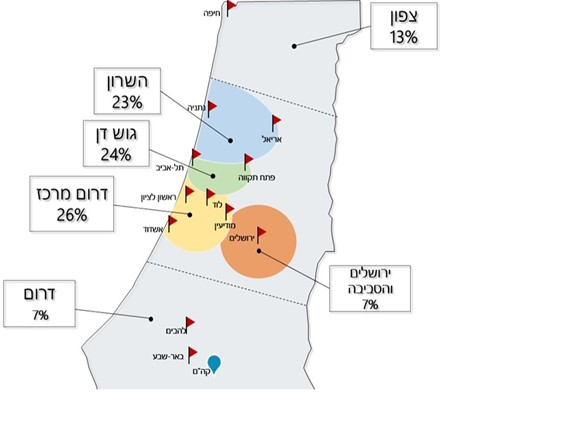 חיפה
צפון
13%
השרון
23%
נתניה
אריאל
גוש דן
24%
תל-אביב
פתח תקווה
דרום מרכז
26%
ראשון לציון
לוד
מודיעין
אשדוד
ירושלים
ירושלים
והסביבה
7%
דרום
7%
להבים
באר-שבע
קה"ם